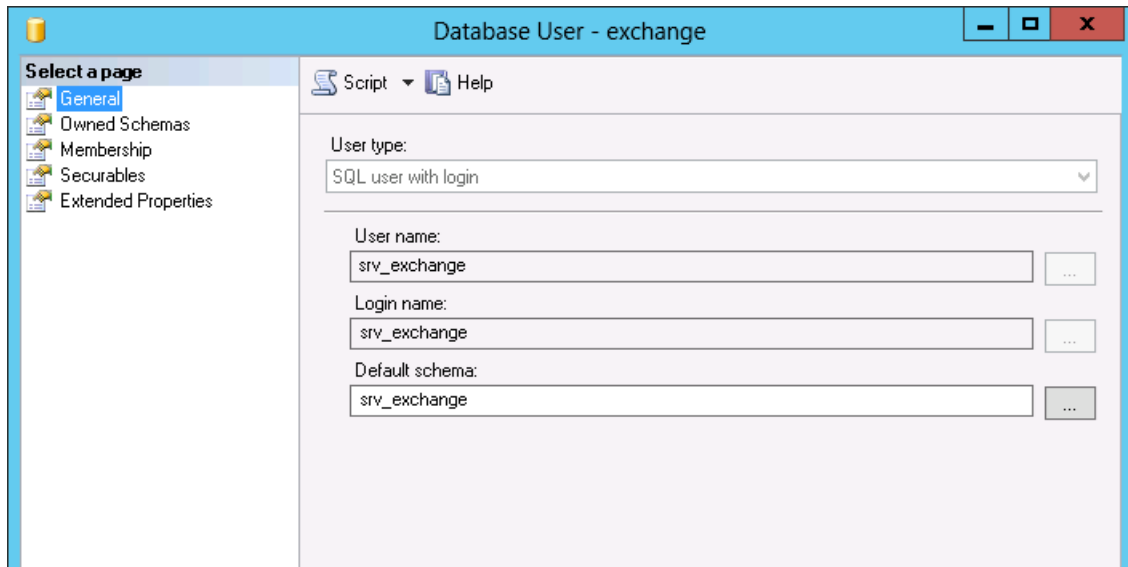 Database User - exchange
Select a page
General
Owned Schemas
Membership
Securables
Extended Properties
Script
Help
User type:
SQL user with login
User name:
srv_exchange
...
Login name:
srv_exchange
...
Default schema:
srv_exchange
...